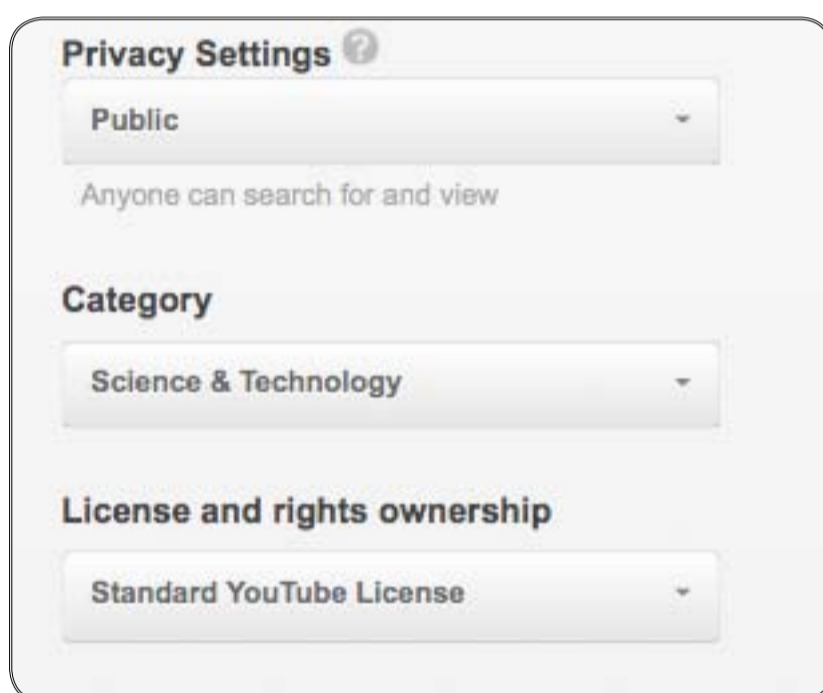 Privacy Settings ?
Public
Anyone can search for and view
Category
Science & Technology
License and rights ownership
Standard YouTube License